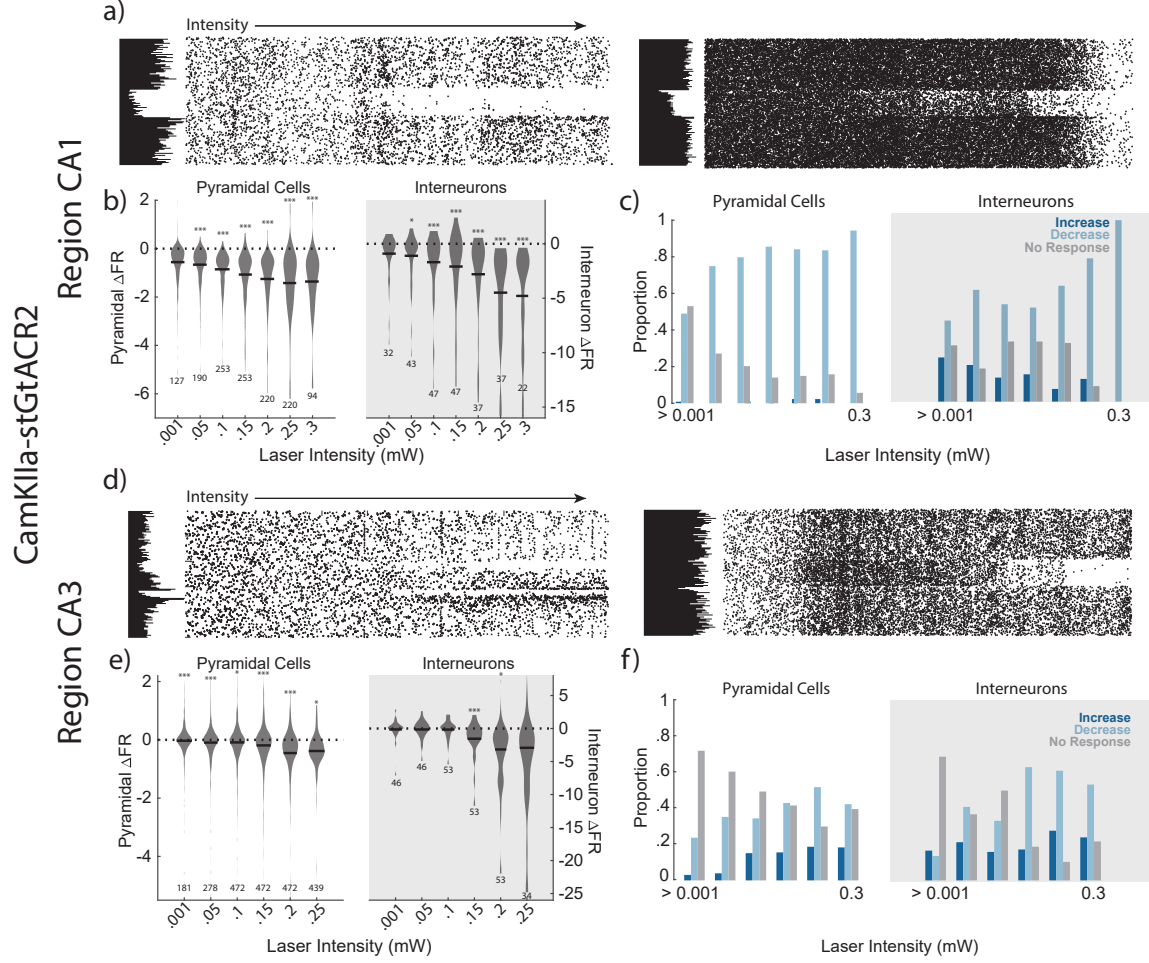 a)
Intensity
CamKIIa-stGtACR2
Region CA1
b)
Pyramidal Cells
Interneurons
*** *** *** *** *** ***
* *** *** *** *** ***
2
0
-2
-4
-6
Pyramidal ΔFR
127 190 253 253 220 220 94
32 43 47 47 37 37 22
0
-5
-10
-15
Interneuron ΔFR
.001 .05 .1 .15 .2 .25 .3
.001 .05 .1 .15 .2 .25 .3
Laser Intensity (mW)
c)
Pyramidal Cells
Interneurons
Increase
Decrease
No Response
1
.8
.6
.4
.2
0
Proportion
> 0.001 0.3
> 0.001 0.3
Laser Intensity (mW)
d)
Intensity
Region CA3
e)
Pyramidal Cells
Interneurons
*** *** * *** *** *
*** *
2
0
-2
-4
Pyramidal ΔFR
181 278 472 472 472 439
46 46 53 53 53 34
5
0
-5
-10
-15
-20
-25
Interneuron ΔFR
.001 .05 .1 .15 .2 .25
.001 .05 .1 .15 .2 .25
Laser Intensity (mW)
f)
Pyramidal Cells
Interneurons
Increase
Decrease
No Response
1
.8
.6
.4
.2
0
Proportion
> 0.001 0.3
> 0.001 0.3
Laser Intensity (mW)